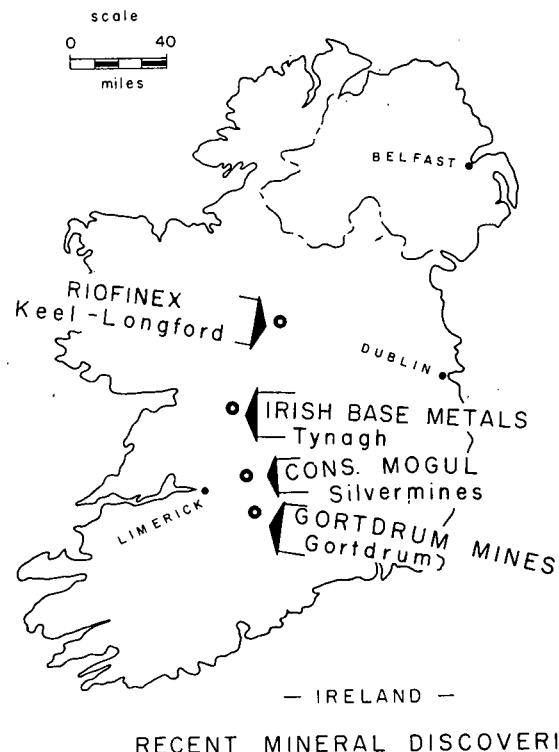 scale
0 40
miles
BELFAST
RIOFINEX
Keel-Longford
DUBLIN
IRISH BASE METALS
Tynagh
CONS. MOGUL
Silvermines
LIMERICK
GORTDRUM MINES
Gortdrum
— IRELAND —
RECENT MINERAL DISCOVERI